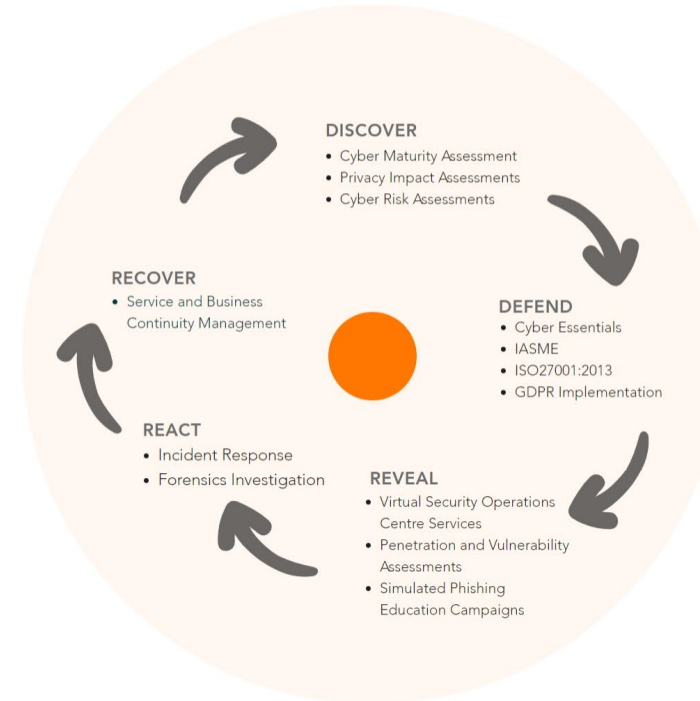 DISCOVER
• Cyber Maturity Assessment
• Privacy Impact Assessments
• Cyber Risk Assessments
DEFEND
• Cyber Essentials
• IASME
• ISO27001:2013
• GDPR Implementation
REVEAL
• Virtual Security Operations
Centre Services
• Penetration and Vulnerability
Assessments
• Simulated Phishing
Education Campaigns
REACT
• Incident Response
• Forensics Investigation
RECOVER
• Service and Business
Continuity Management